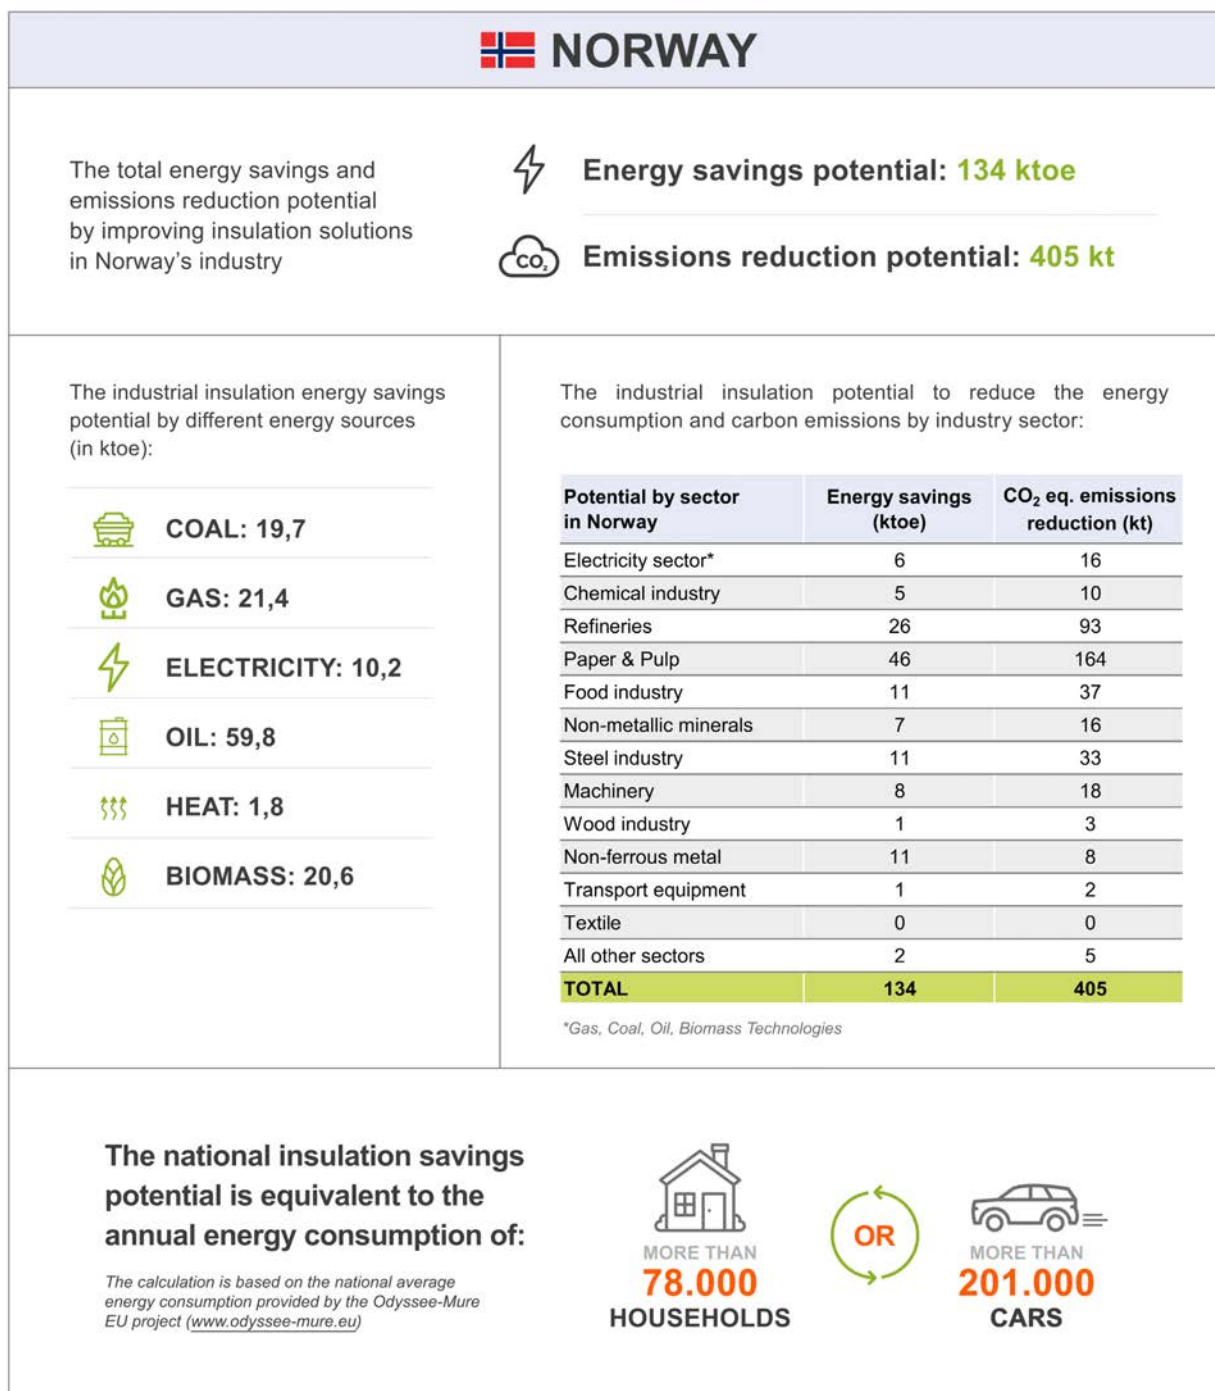 NORWAY
The total energy savings and
emissions reduction potential
by improving insulation solutions
in Norway's industry
Energy savings potential: 134 ktoe
CO₂
Emissions reduction potential: 405 kt
The industrial insulation energy savings
potential by different energy sources
(in ktoe):
COAL: 19,7
GAS: 21,4
ELECTRICITY: 10,2
OIL: 59,8
HEAT: 1,8
BIOMASS: 20,6
The industrial insulation potential to reduce the energy
consumption and carbon emissions by industry sector:
Potential by sector in Norway Energy savings (ktoe) CO₂ eq. emissions reduction (kt)
Electricity sector* 6 16
Chemical industry 5 10
Refineries 26 93
Paper & Pulp 46 164
Food industry 11 37
Non-metallic minerals 7 16
Steel industry 11 33
Machinery 8 18
Wood industry 1 3
Non-ferrous metal 11 8
Transport equipment 1 2
Textile 0 0
All other sectors 2 5
TOTAL 134 405
*Gas, Coal, Oil, Biomass Technologies
The national insulation savings
potential is equivalent to the
annual energy consumption of:
The calculation is based on the national average
energy consumption provided by the Odyssee-Mure
EU project (www.odyssee-mure.eu)
MORE THAN
78.000
HOUSEHOLDS
OR
MORE THAN
201.000
CARS